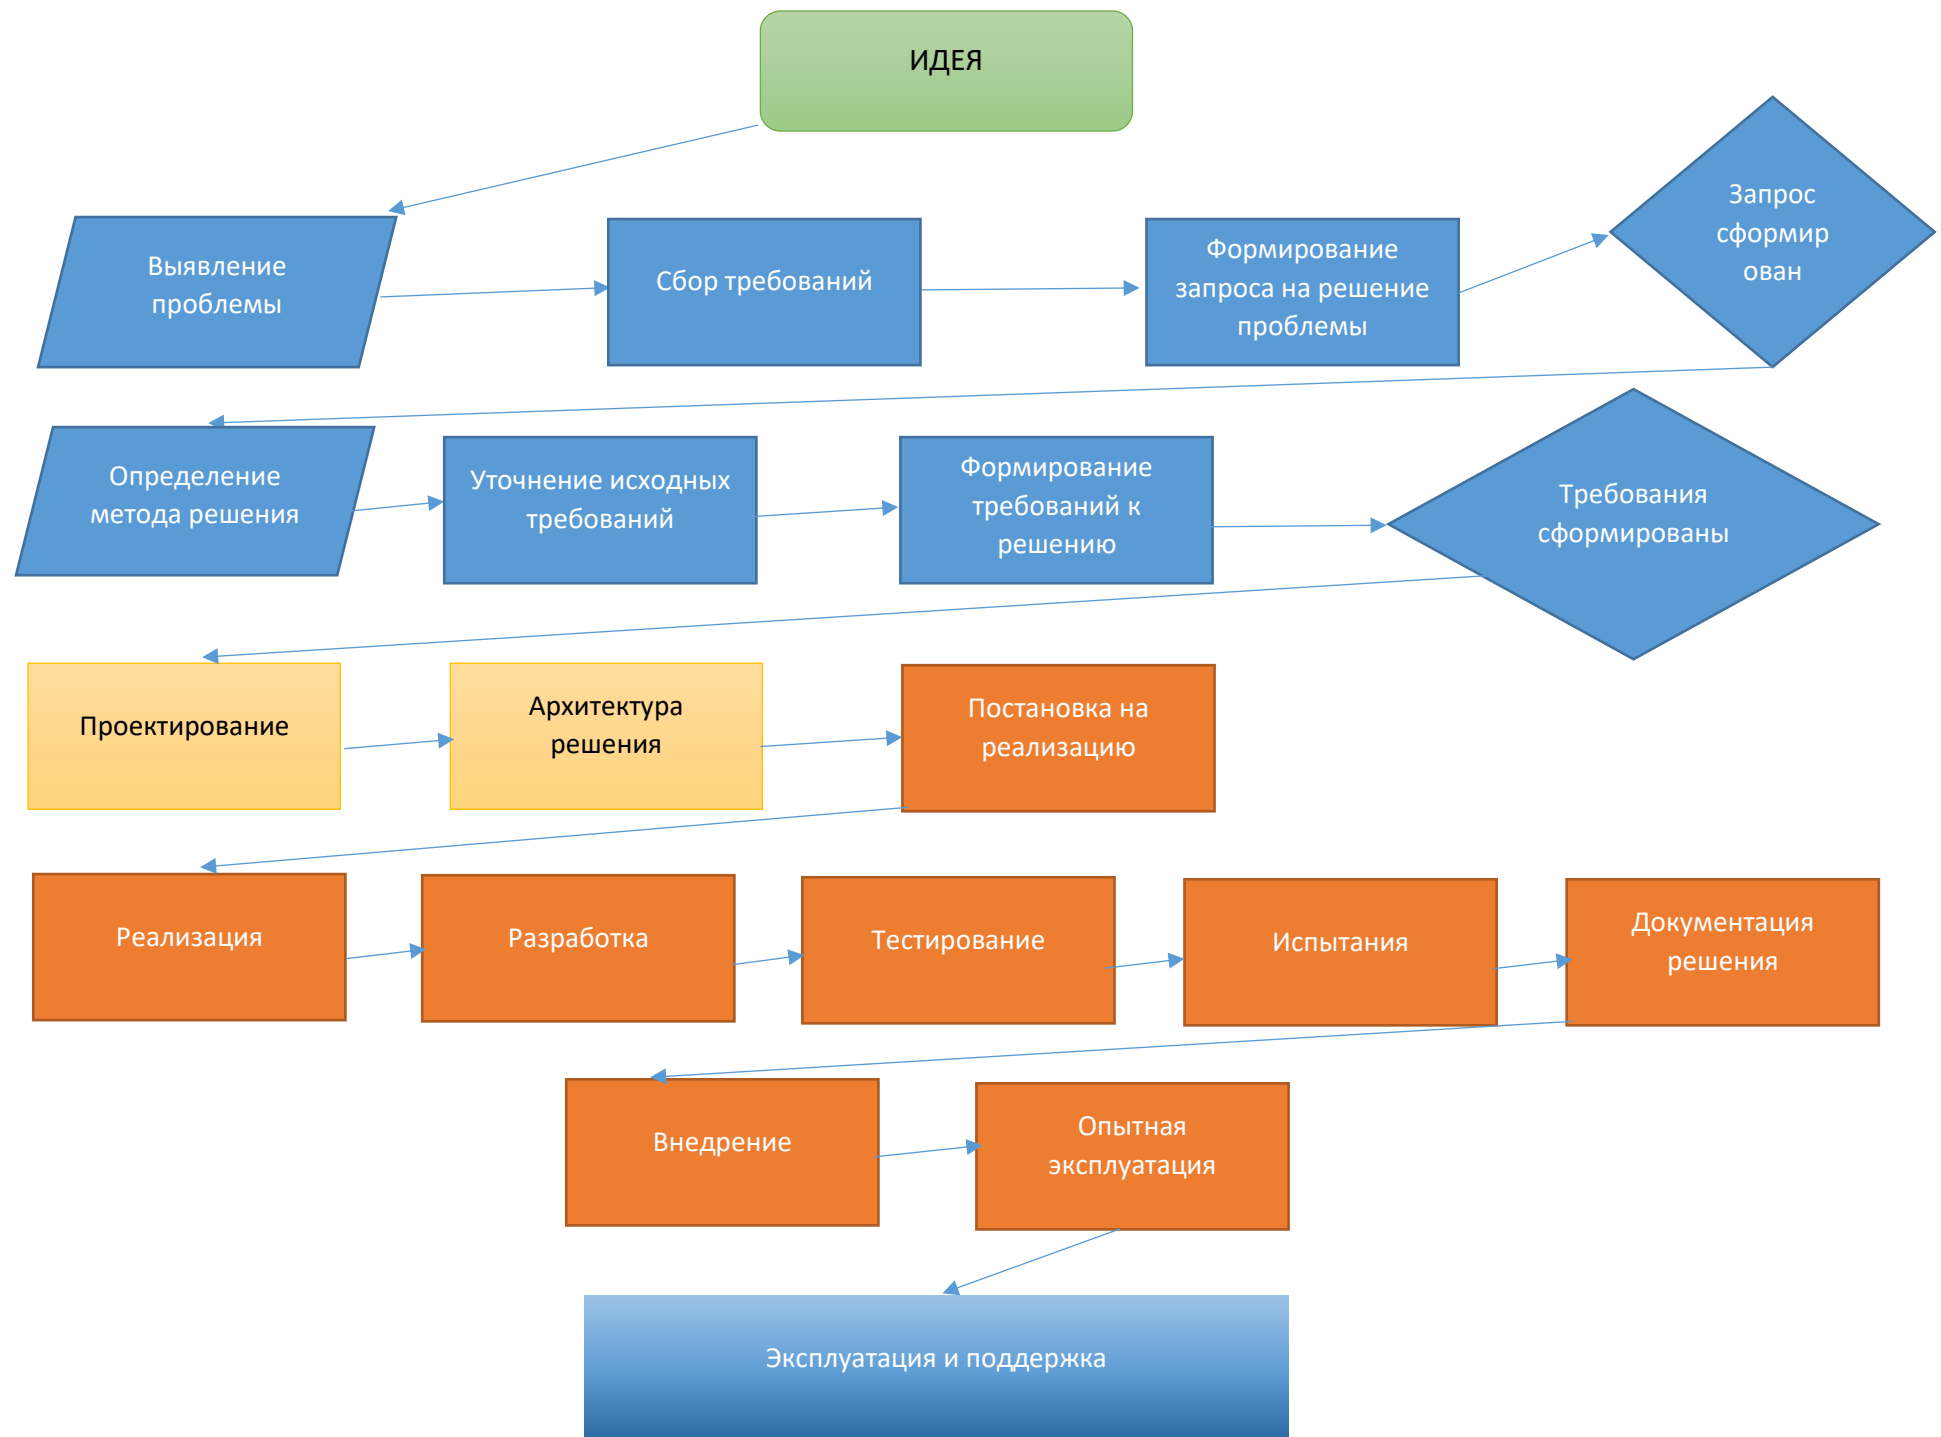 ИДЕЯ
Выявление
проблемы
Сбор требований
Формирование
запроса на решение
проблемы
Запрос
сформир
ован
Определение
метода решения
Уточнение исходных
требований
Формирование
требований к
решению
Требования
сформированы
Проектирование
Архитектура
решения
Постановка на
реализацию
Реализация
Разработка
Тестирование
Испытания
Документация
решения
Внедрение
Опытная
эксплуатация
Эксплуатация и поддержка